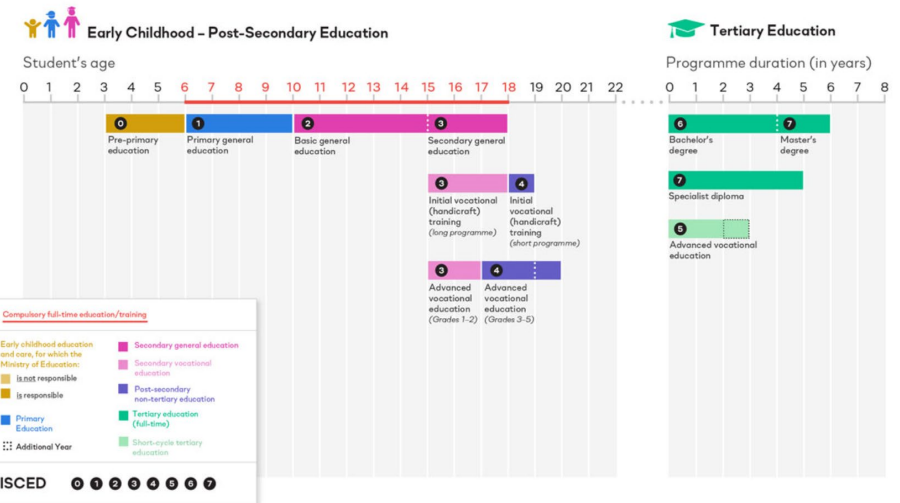 Early Childhood – Post-Secondary Education
Tertiary Education
Student's age
Programme duration (in years)
0 1 2 3 4 5 6 7 8 9 10 11 12 13 14 15 16 17 18 19 20 21 22
0 1 2 3 4 5 6 7 8
0
Pre-primary
education
1
Primary general
education
2
Basic general
education
3
Secondary general
education
3
Initial vocational
(handicraft)
training
(long programme)
4
Initial
vocational
(handicraft)
training
(short programme)
3
Advanced
vocational
education
(Grades 1–2)
4
Advanced
vocational
education
(Grades 3–5)
6
Bachelor's
degree
7
Master's
degree
7
Specialist diploma
5
Advanced vocational
education
Compulsory full-time education/training
Early childhood education
and care, for which the
Ministry of Education:
is not responsible
is responsible
Primary
Education
Additional Year
Secondary general education
Secondary vocational
education
Post-secondary
non-tertiary education
Tertiary education
(full-time)
Short-cycle tertiary
education
ISCED 0 1 2 3 4 5 6 7